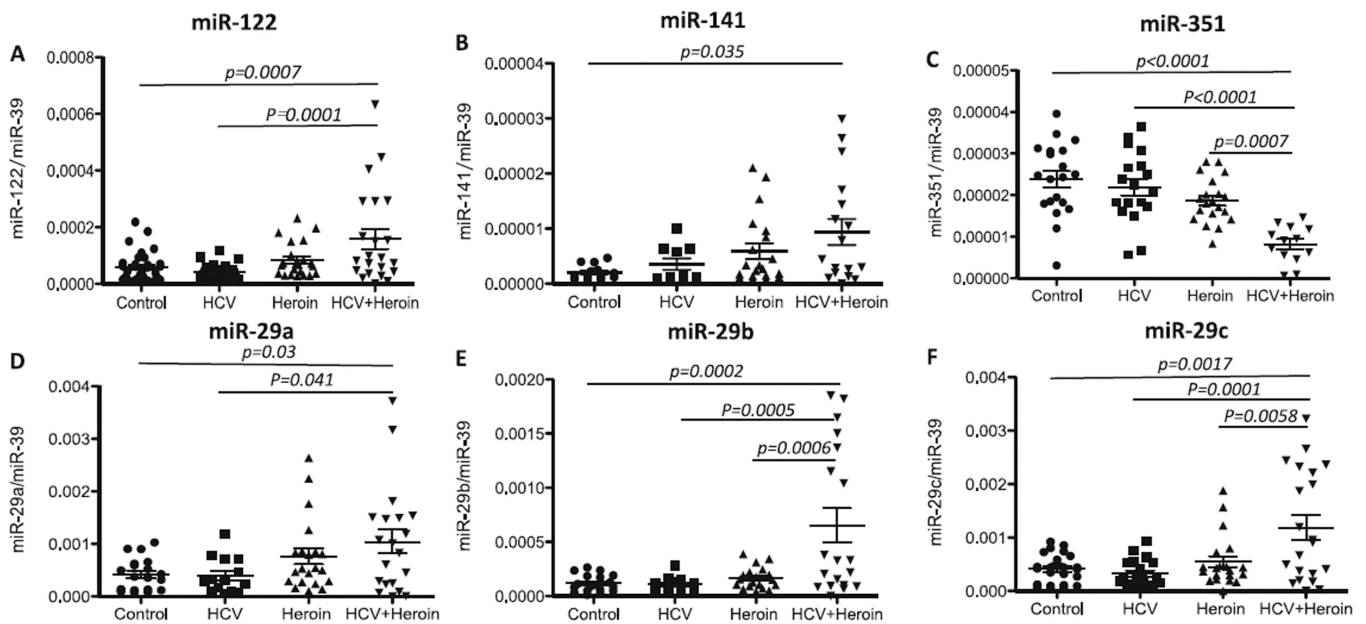 miR-122
A
0.0008
0.0006
0.0004
0.0002
0.0000
miR-122/miR-39
p=0.0007
P=0.0001
Control HCV Heroin HCV+Heroin
miR-141
B
0.00004
0.00003
0.00002
0.00001
0.00000
miR-141/miR-39
p=0.035
Control HCV Heroin HCV+Heroin
miR-351
C
0.00005
0.00004
0.00003
0.00002
0.00001
0.00000
miR-351/miR-39
p<0.0001
P<0.0001
p=0.0007
Control HCV Heroin HCV+Heroin
miR-29a
D
0.004
0.003
0.002
0.001
0.000
miR-29a/miR-39
p=0.03
P=0.041
Control HCV Heroin HCV+Heroin
miR-29b
E
0.0020
0.0015
0.0010
0.0005
0.0000
miR-29b/miR-39
p=0.0002
P=0.0005
p=0.0006
Control HCV Heroin HCV+Heroin
miR-29c
F
0.004
0.003
0.002
0.001
0.000
miR-29c/miR-39
p=0.0017
P=0.0001
P=0.0058
Control HCV Heroin HCV+Heroin